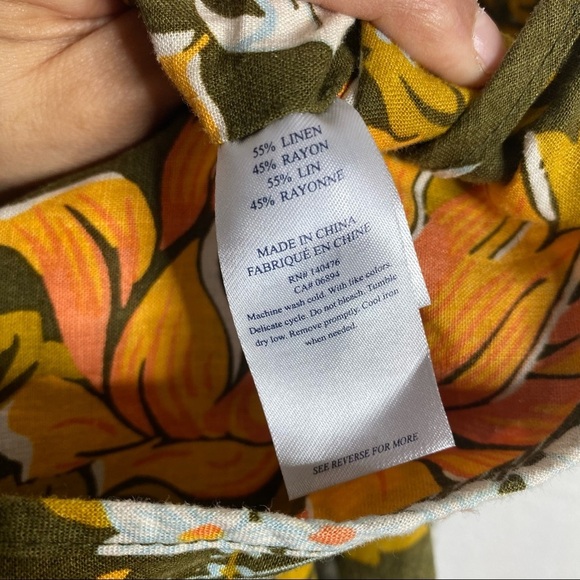 55% LINEN
45% RAYON
55% LIN
45% RAYONNE
MADE IN CHINA
FABRIQUÉ EN CHINE
RN# 140476
CA# 06894
Machine wash cold. With like colors.
Delicate cycle. Do not bleach. Tumble
dry low. Remove promptly. Cool iron
when needed.
SEE REVERSE FOR MORE